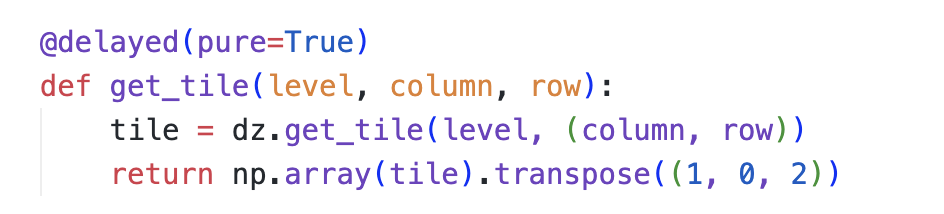 @delayed(pure=True)
def get_tile(level, column, row):
    tile = dz.get_tile(level, (column, row))
    return np.array(tile).transpose((1, 0, 2))